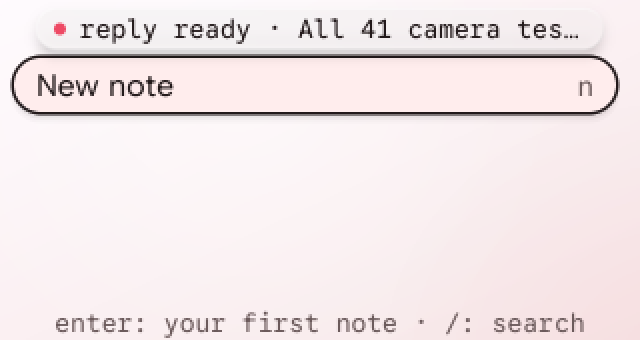 reply ready · All 41 camera tes…
New note n
enter: your first note · /: search